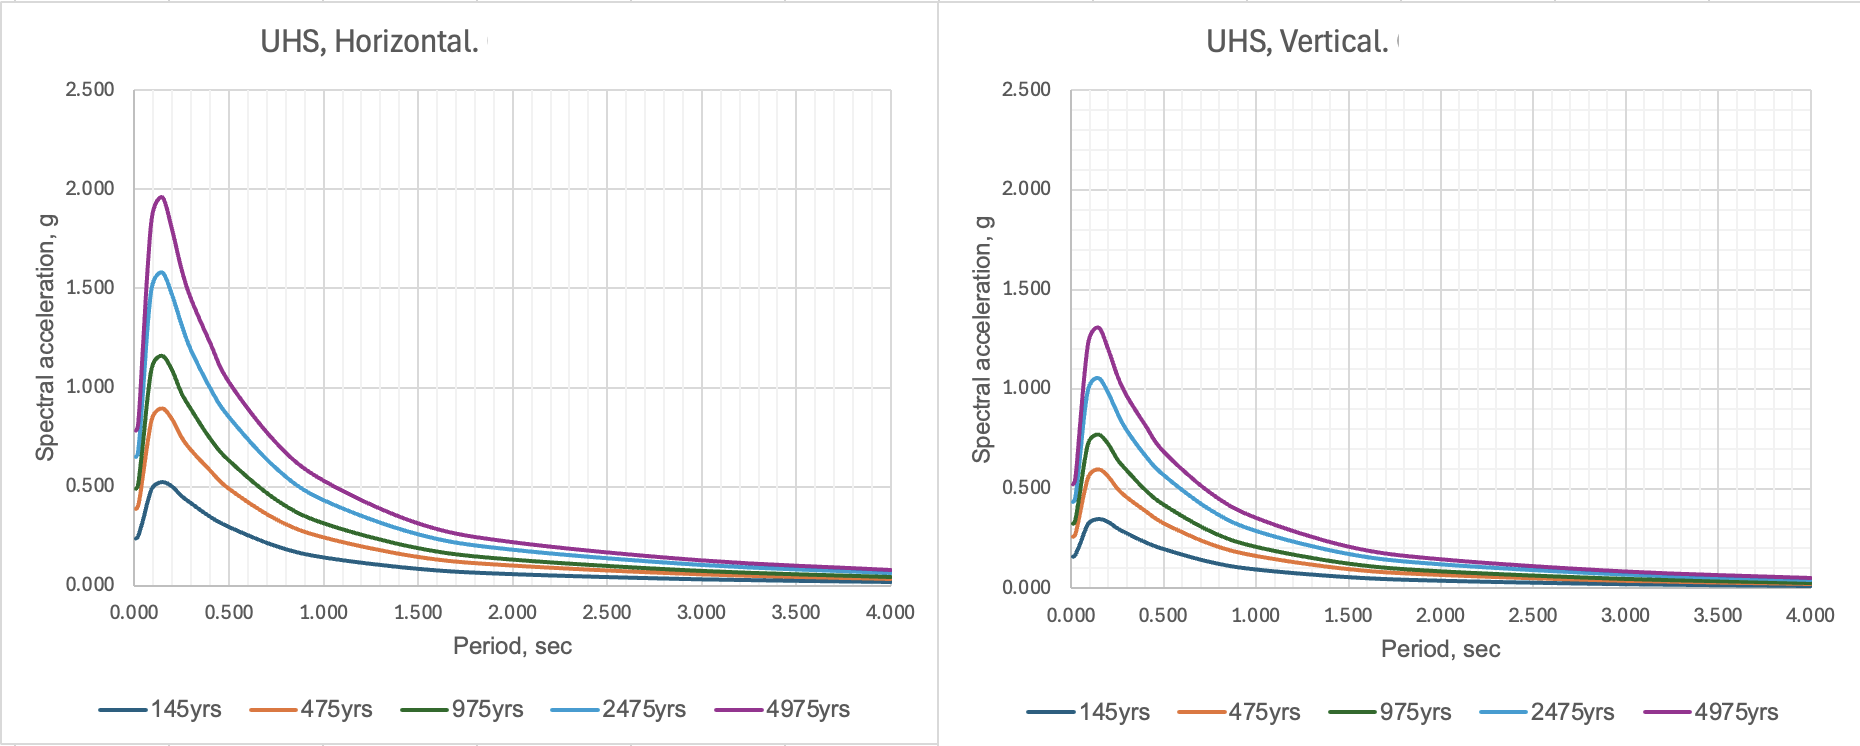 UHS, Horizontal.
2.500
2.000
1.500
1.000
0.500
0.000
Spectral acceleration, g
0.000 0.500 1.000 1.500 2.000 2.500 3.000 3.500 4.000
Period, sec
145yrs 475yrs 975yrs 2475yrs 4975yrs
UHS, Vertical.
2.500
2.000
1.500
1.000
0.500
0.000
Spectral acceleration, g
0.000 0.500 1.000 1.500 2.000 2.500 3.000 3.500 4.000
Period, sec
145yrs 475yrs 975yrs 2475yrs 4975yrs